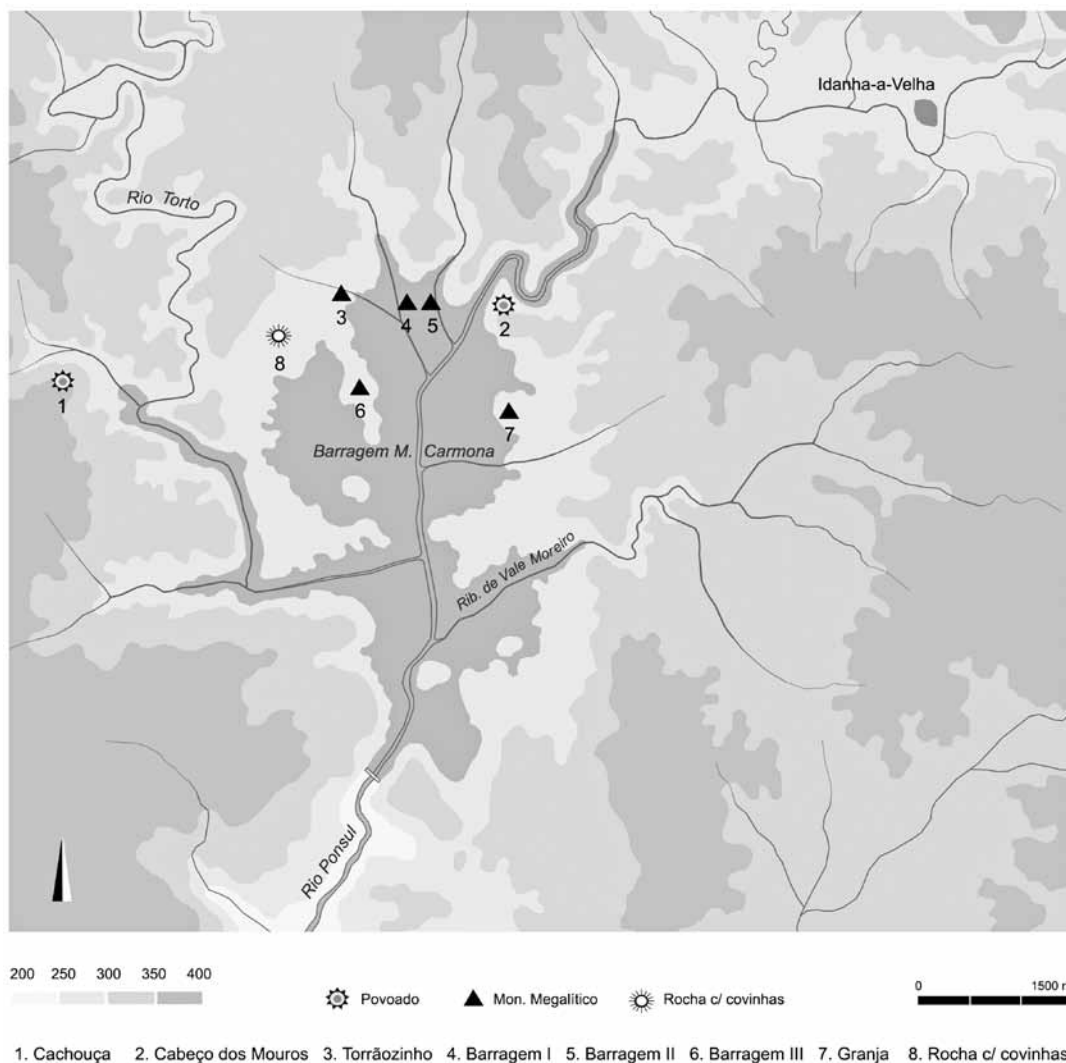 Idanha-a-Velha
Rio Torto
3
4
5
2
8
1
6
7
Barragem M. Carmona
Rib. de Vale Moreiro
Rio Ponsul
200 250 300 350 400
Povoado
Mon. Megalítico
Rocha c/ covinhas
0 1500 m
1. Cachouça 2. Cabeço dos Mouros 3. Torrãozinho 4. Barragem I 5. Barragem II 6. Barragem III 7. Granja 8. Rocha c/ covinhas